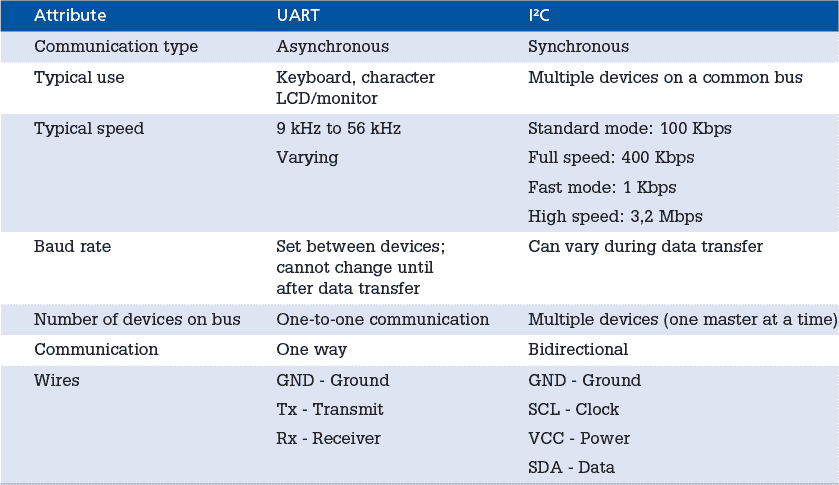 Attribute UART I²C
Communication type Asynchronous Synchronous
Typical use Keyboard, character Multiple devices on a common bus
LCD/monitor
Typical speed 9 kHz to 56 kHz Standard mode: 100 Kbps
Varying Full speed: 400 Kbps
Fast mode: 1 Kbps
High speed: 3,2 Mbps
Baud rate Set between devices; Can vary during data transfer
cannot change until
after data transfer
Number of devices on bus One-to-one communication Multiple devices (one master at a time)
Communication One way Bidirectional
Wires GND - Ground GND - Ground
Tx - Transmit SCL - Clock
Rx - Receiver VCC - Power
SDA - Data